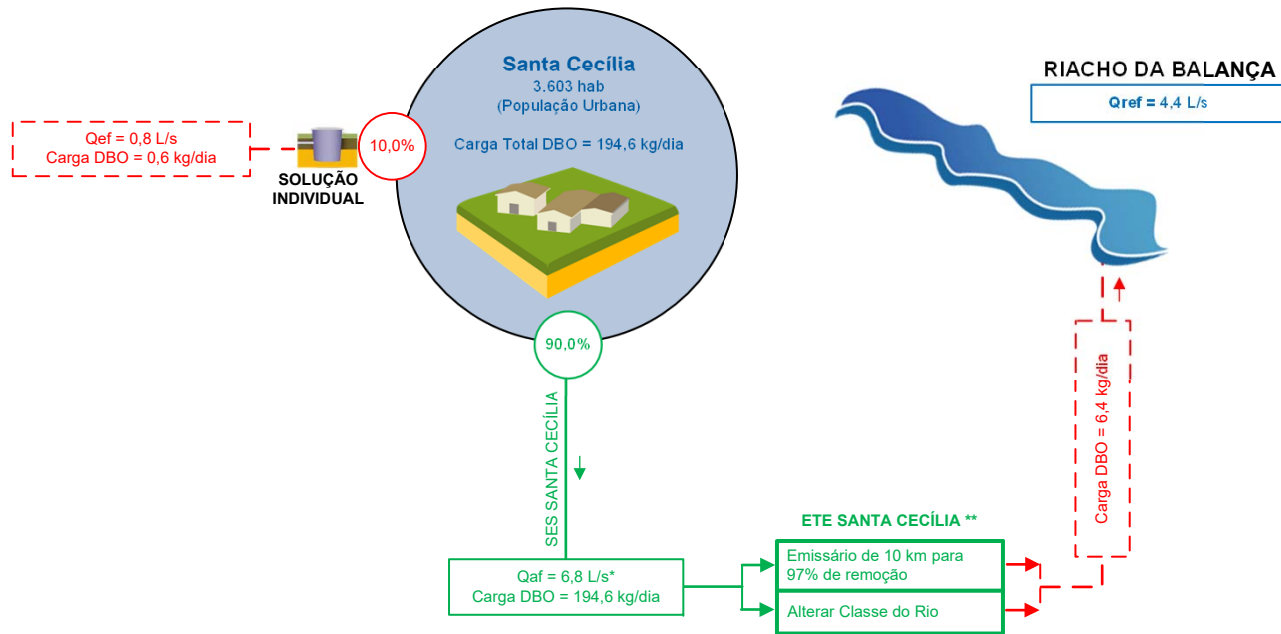 Santa Cecília
3.603 hab
(População Urbana)
Carga Total DBO = 194,6 kg/dia
RIACHO DA BALANÇA
Qref = 4,4 L/s
Qef = 0,8 L/s
Carga DBO = 0,6 kg/dia
10,0%
SOLUÇÃO
INDIVIDUAL
90,0%
SES SANTA CECÍLIA
Qaf = 6,8 L/s*
Carga DBO = 194,6 kg/dia
ETE SANTA CECÍLIA **
Emissário de 10 km para
97% de remoção
Alterar Classe do Rio
Carga DBO = 6,4 kg/dia